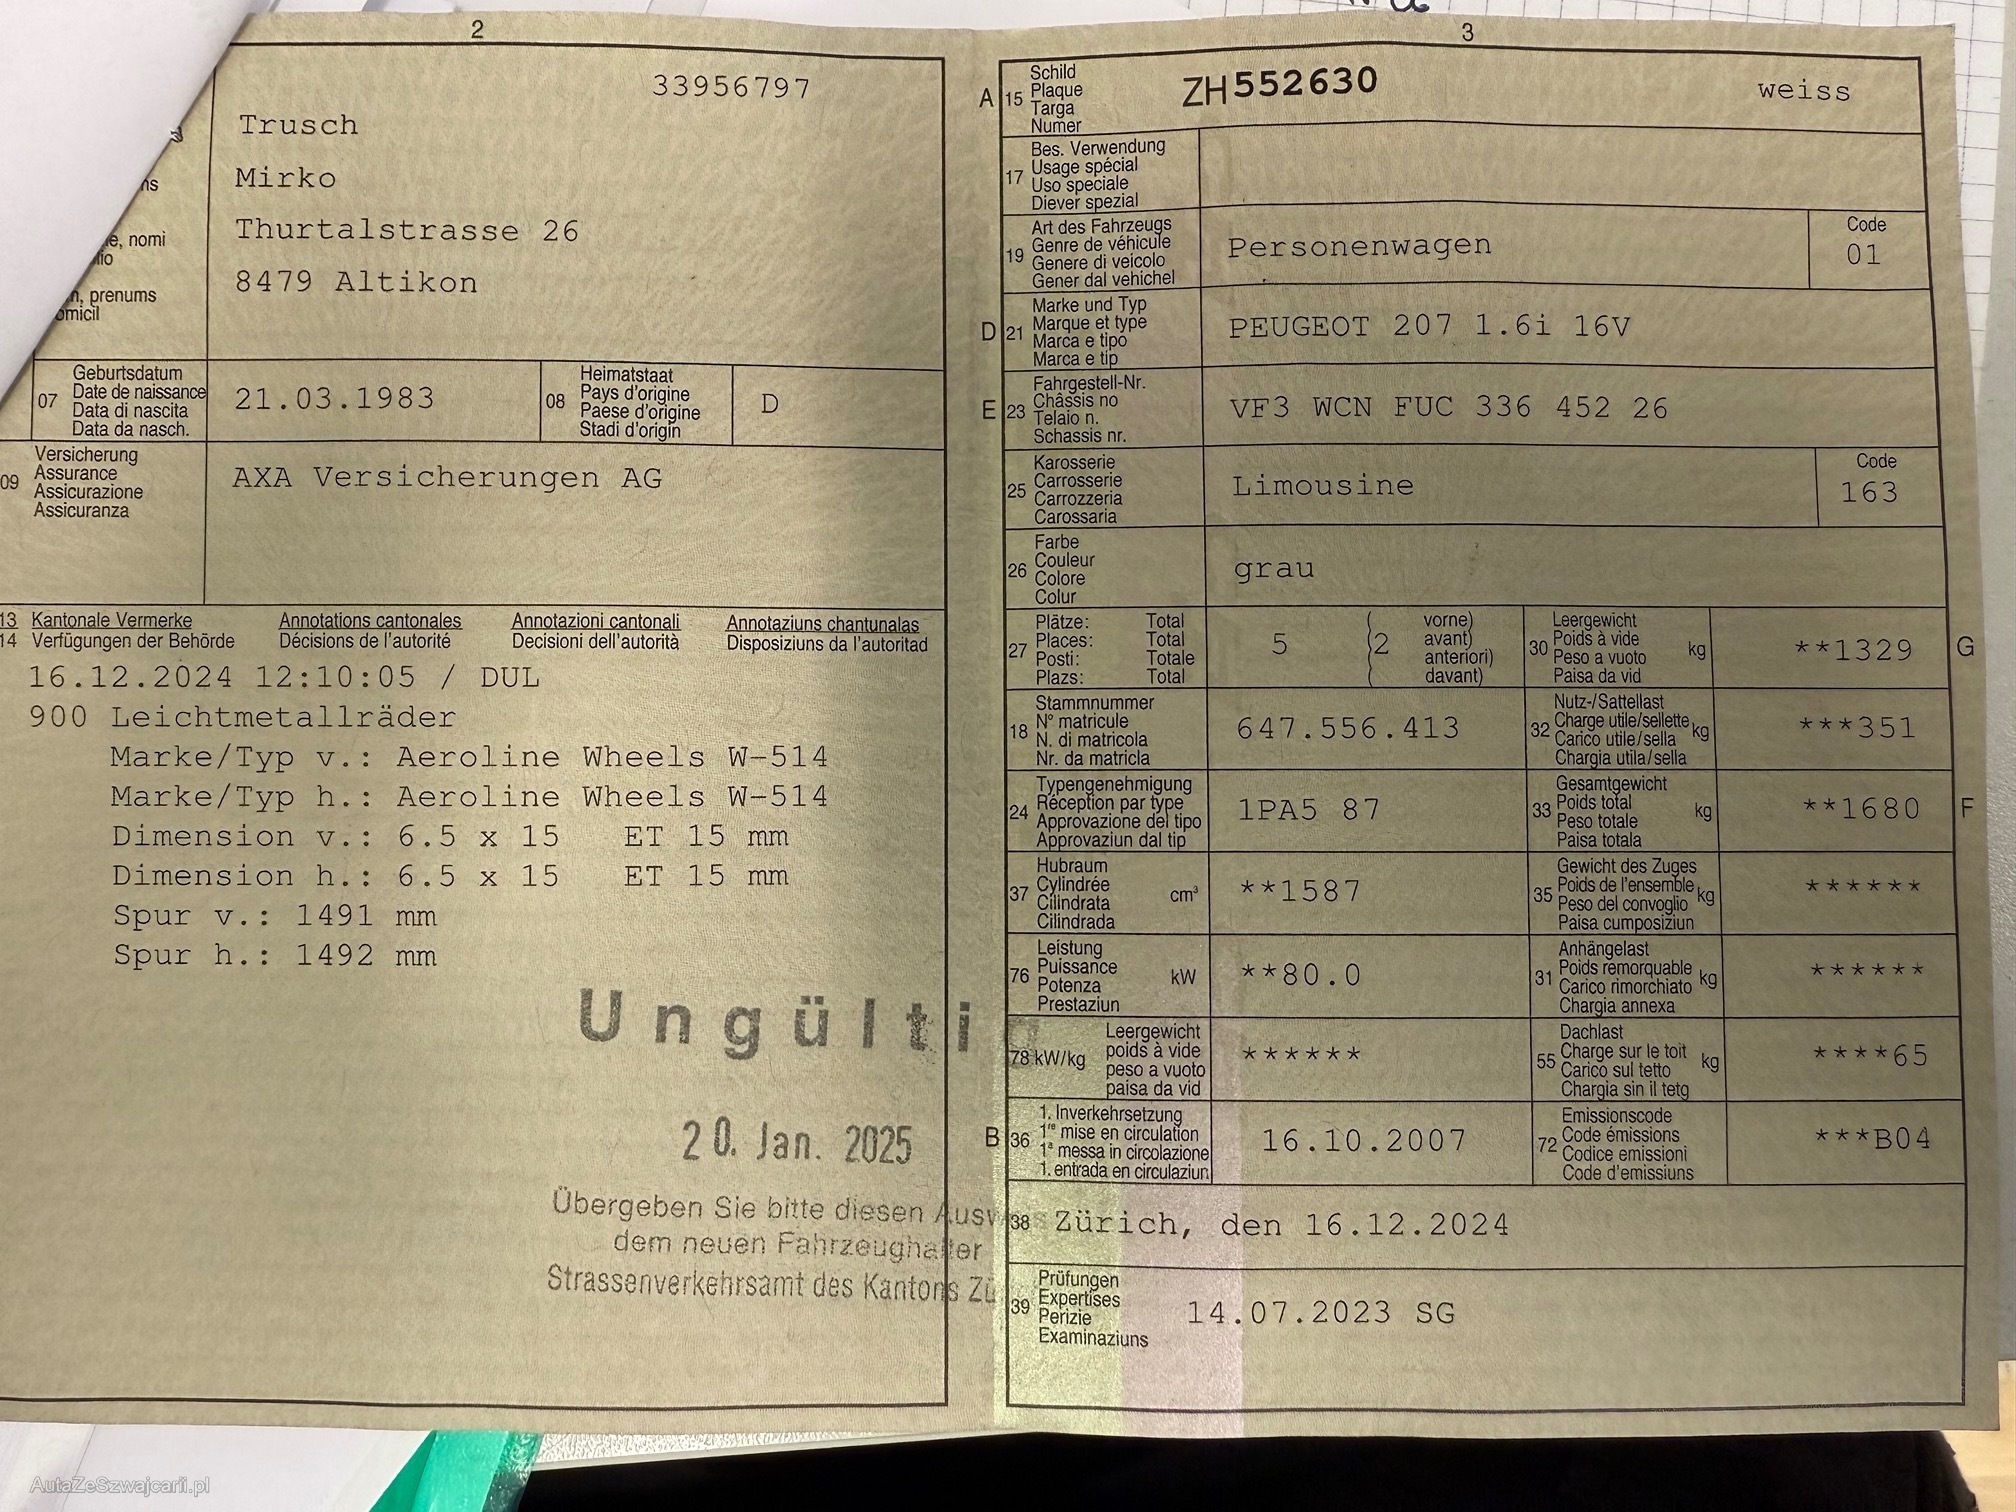 2
33956797
Trusch
Mirko
Thurtalstrasse 26
8479 Altikon
ns
e, nomi
prenums
07 Geburtsdatum
Date de naissance
Data di nascita
Data da nasch.
21.03.1983
08 Heimatstaat
Pays d'origine
Paese d'origine
Stadi d'origin
D
09 Versicherung
Assurance
Assicurazione
Assicuranza
AXA Versicherungen AG
13 Kantonale Vermerke Annotations cantonales Annotazioni cantonali Annotaziuns chantunalas
14 Verfügungen der Behörde Décisions de l'autorité Decisioni dell'autorità Disposiziuns da l'autoritad
16.12.2024 12:10:05 / DUL
900 Leichtmetallräder
Marke/Typ v.: Aeroline Wheels W-514
Marke/Typ h.: Aeroline Wheels W-514
Dimension v.: 6.5 x 15 ET 15 mm
Dimension h.: 6.5 x 15 ET 15 mm
Spur v.: 1491 mm
Spur h.: 1492 mm
Ungülti
20. Jan. 2025
Übergeben Sie bitte diesen Ausw
dem neuen Fahrzeughalter
Strassenverkehrsamt des Kantons Zü
3
A 15 Schild
Plaque
Targa
Numer
ZH 552630 weiss
17 Bes. Verwendung
Usage spécial
Uso speciale
Diever spezial
19 Art des Fahrzeugs
Genre de véhicule
Genere di veicolo
Gener dal vehichel
Personenwagen
Code
01
D 21 Marke und Typ
Marque et type
Marca e tipo
Marca e tip
PEUGEOT 207 1.6i 16V
E 23 Fahrgestell-Nr.
Châssis no
Telaio n.
Schassis nr.
VF3 WCN FUC 336 452 26
25 Karosserie
Carrosserie
Carrozzeria
Carossaria
Limousine
Code
163
26 Farbe
Couleur
Colore
Colur
grau
27 Plätze: Total
Places: Total
Posti: Totale
Plazs: Total
5 (2 vorne)
avant)
anteriori)
davant)
30 Leergewicht
Poids à vide kg
Peso a vuoto
Paisa da vid
**1329 G
18 Stammnummer
N° matricule
N. di matricola
Nr. da matricla
647.556.413
32 Nutz-/Sattellast
Charge utile/sellette kg
Carico utile/sella
Chargia utila/sella
***351
24 Typengenehmigung
Réception par type
Approvazione del tipo
Approvaziun dal tip
1PA5 87
33 Gesamtgewicht
Poids total kg
Peso totale
Paisa totala
**1680 F
37 Hubraum
Cylindrée cm³
Cilindrata
Cilindrada
**1587
35 Gewicht des Zuges
Poids de l'ensemble kg
Peso del convoglio
Paisa cumposiziun
******
76 Leistung
Puissance kW
Potenza
Prestaziun
**80.0
31 Anhängelast
Poids remorquable kg
Carico rimorchiato
Chargia annexa
******
78 kW/kg Leergewicht
poids à vide
peso a vuoto
paisa da vid
******
55 Dachlast
Charge sur le toit kg
Carico sul tetto
Chargia sin il tetg
****65
B 36 1. Inverkehrsetzung
1re mise en circulation
1a messa in circolazione
1. entrada en circulaziun
16.10.2007
72 Emissionscode
Code émissions
Codice emissioni
Code d'emissiuns
***B04
38 Zürich, den 16.12.2024
39 Prüfungen
Expertises
Perizie
Examinaziuns
14.07.2023 SG
AutaZeSzwajcarii.pl